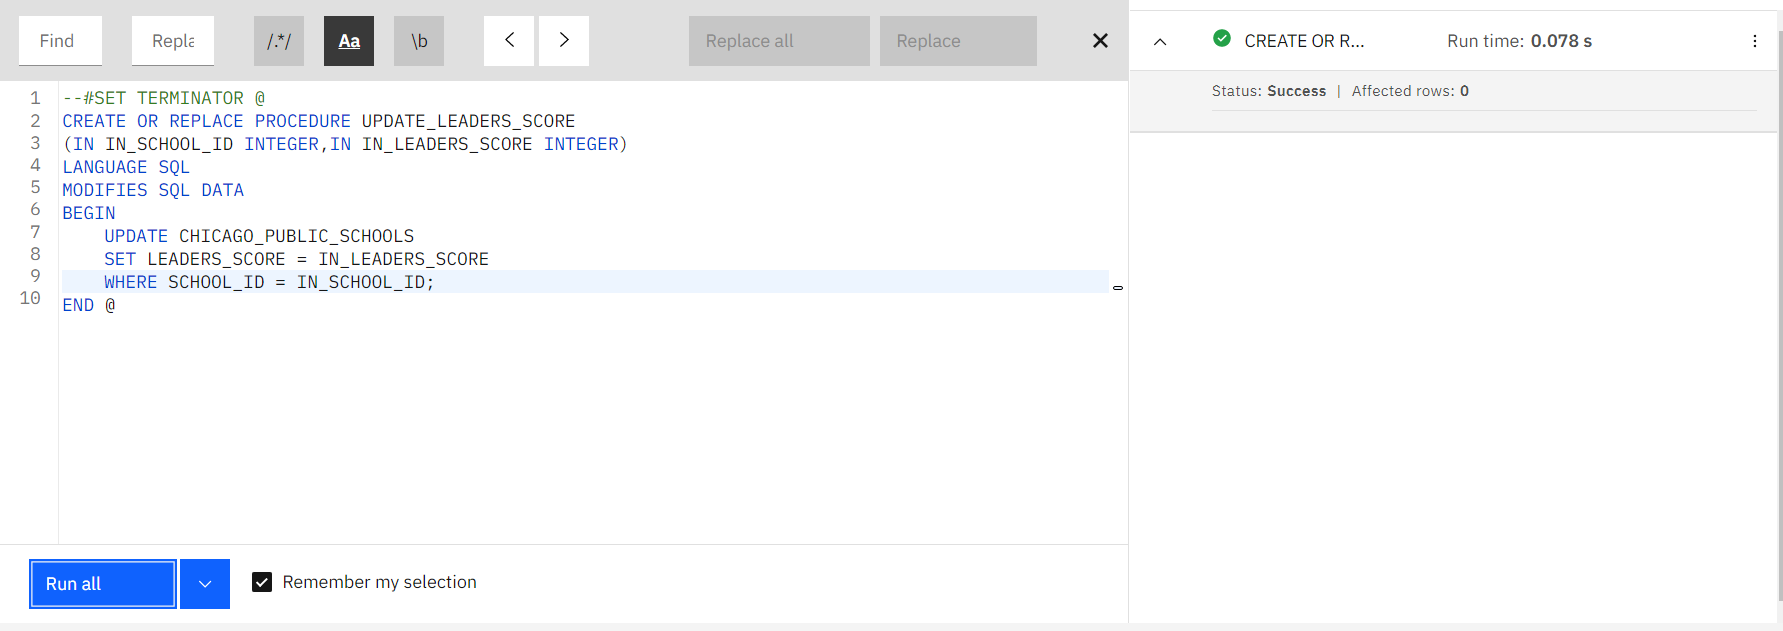 Find Repla /.*/ Aa \b < > Replace all Replace
1 --#SET TERMINATOR @
2 CREATE OR REPLACE PROCEDURE UPDATE_LEADERS_SCORE
3 (IN IN_SCHOOL_ID INTEGER,IN IN_LEADERS_SCORE INTEGER)
4 LANGUAGE SQL
5 MODIFIES SQL DATA
6 BEGIN
7 UPDATE CHICAGO_PUBLIC_SCHOOLS
8 SET LEADERS_SCORE = IN_LEADERS_SCORE
9 WHERE SCHOOL_ID = IN_SCHOOL_ID;
10 END @
Run all Remember my selection
CREATE OR R... Run time: 0.078 s
Status: Success | Affected rows: 0